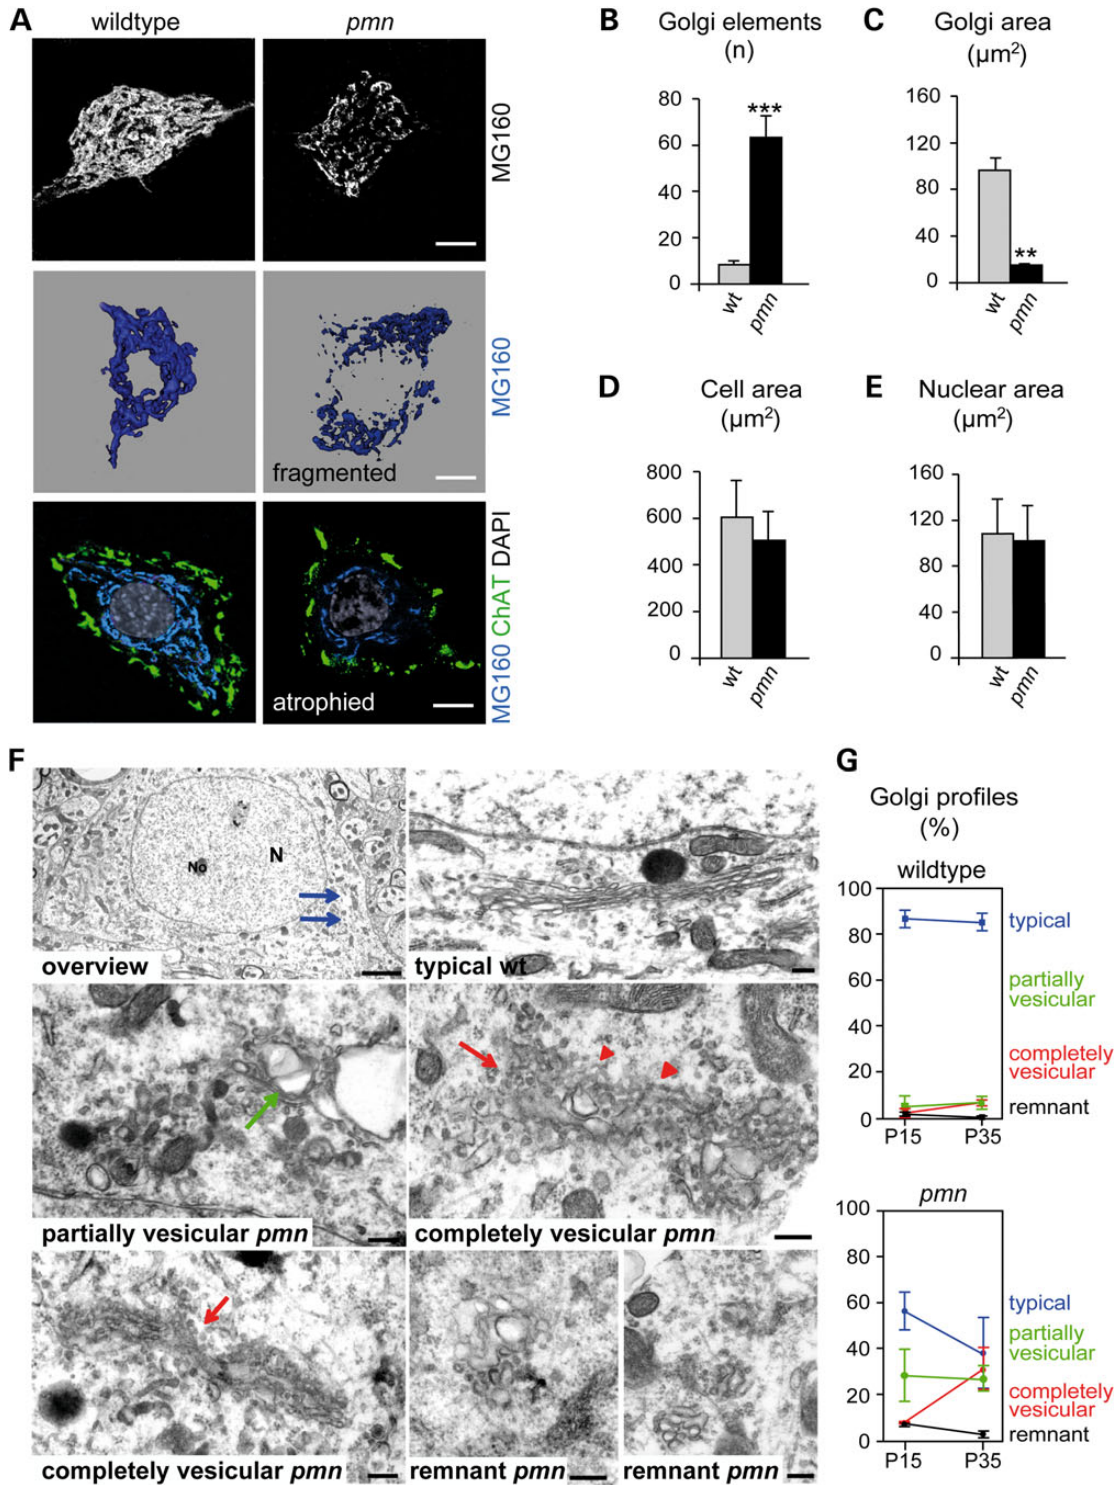 A
wildtype
pmn
MG160
MG160
fragmented
MG160 ChAT DAPI
atrophied
B
Golgi elements
(n)
80
60
40
20
0
***
wt
pmn
C
Golgi area
(µm²)
160
120
80
40
0
**
wt
pmn
D
Cell area
(µm²)
800
600
400
200
0
wt
pmn
E
Nuclear area
(µm²)
160
120
80
40
0
wt
pmn
F
No
N
overview
typical wt
partially vesicular pmn
completely vesicular pmn
completely vesicular pmn
remnant pmn
remnant pmn
G
Golgi profiles
(%)
wildtype
100
80
60
40
20
0
P15
P35
typical
partially
vesicular
completely
vesicular
remnant
pmn
100
80
60
40
20
0
P15
P35
typical
partially
vesicular
completely
vesicular
remnant